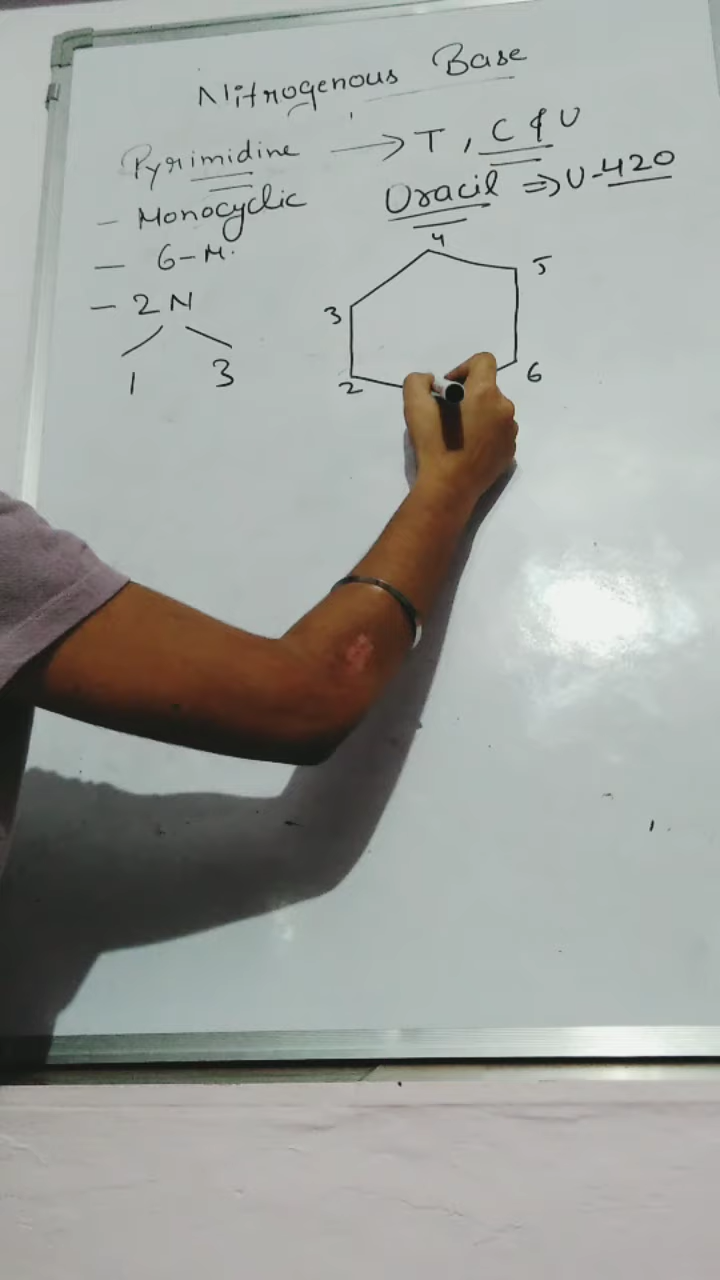 Nitrogenous Base
Pyrimidine → T, C & U
- Monocyclic
Uracil ⇒ U-420
- 6-M.
- 2N
1 3
4
5
3
2
6